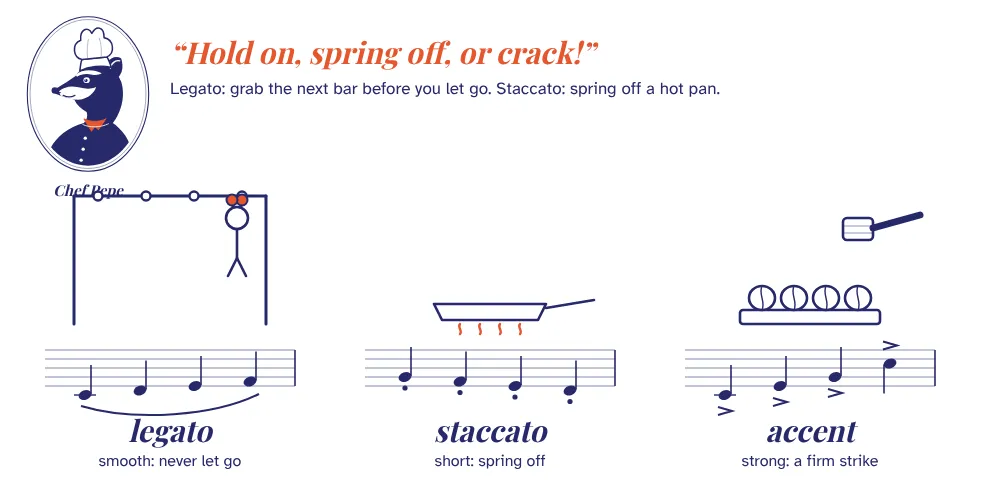 “Hold on, spring off, or crack!”
Legato: grab the next bar before you let go. Staccato: spring off a hot pan.
Chef Pepe
legato
staccato
accent
smooth: never let go
short: spring off
strong: a firm strike